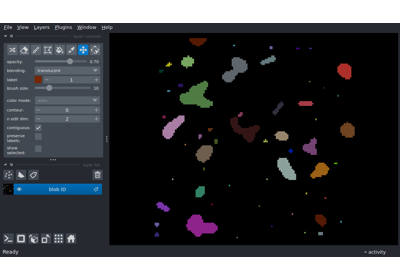 File View Layers Plugins Window Help
opacity: 0.70
blending: translucent
label: 1
brush size: 10
color mode:
contour: 0
n edit dim: 2
contiguous: ✓
preserve labels:
show selected:
blob ID
Ready
activity